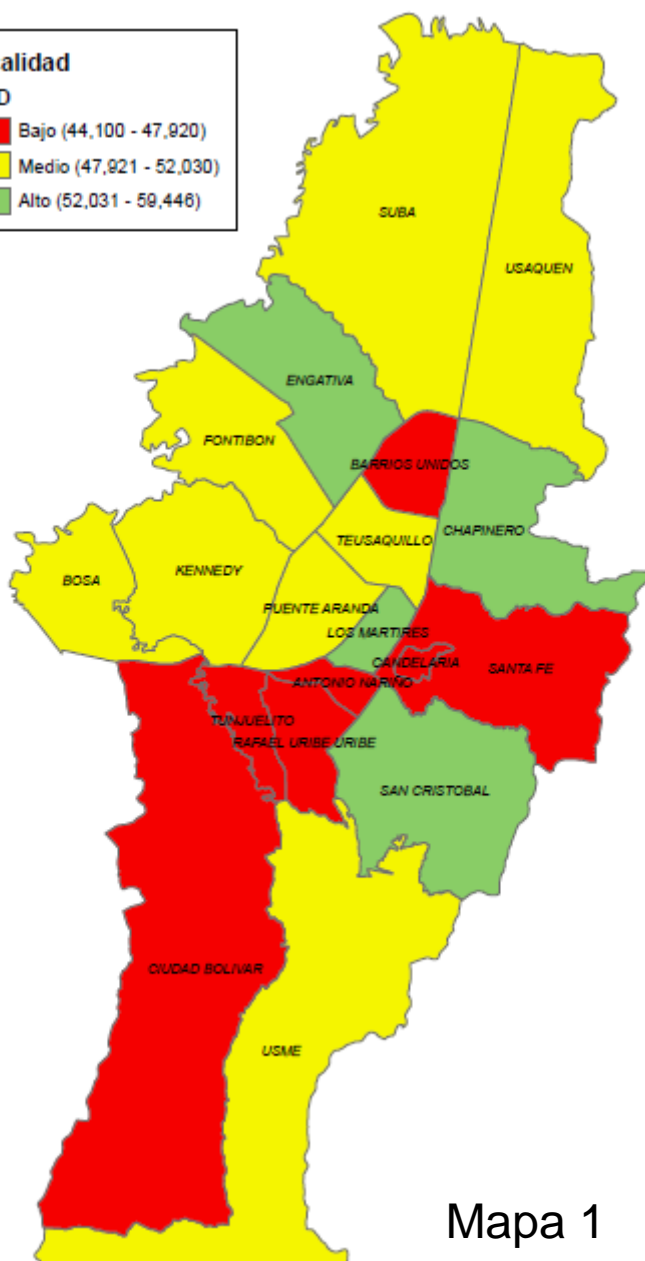 alidad
D
Bajo (44,100 - 47,920)
Medio (47,921 - 52,030)
Alto (52,031 - 59,446)
SUBA
USAQUEN
ENGATIVA
FONTIBON
BARRIOS UNIDOS
CHAPINERO
TEUSAQUILLO
KENNEDY
BOSA
PUENTE ARANDA
LOS MARTIRES
CANDELARIA
SANTA FE
ANTONIO NARIÑO
TUNJUELITO
RAFAEL URIBE URIBE
SAN CRISTOBAL
CIUDAD BOLIVAR
USME
Mapa 1